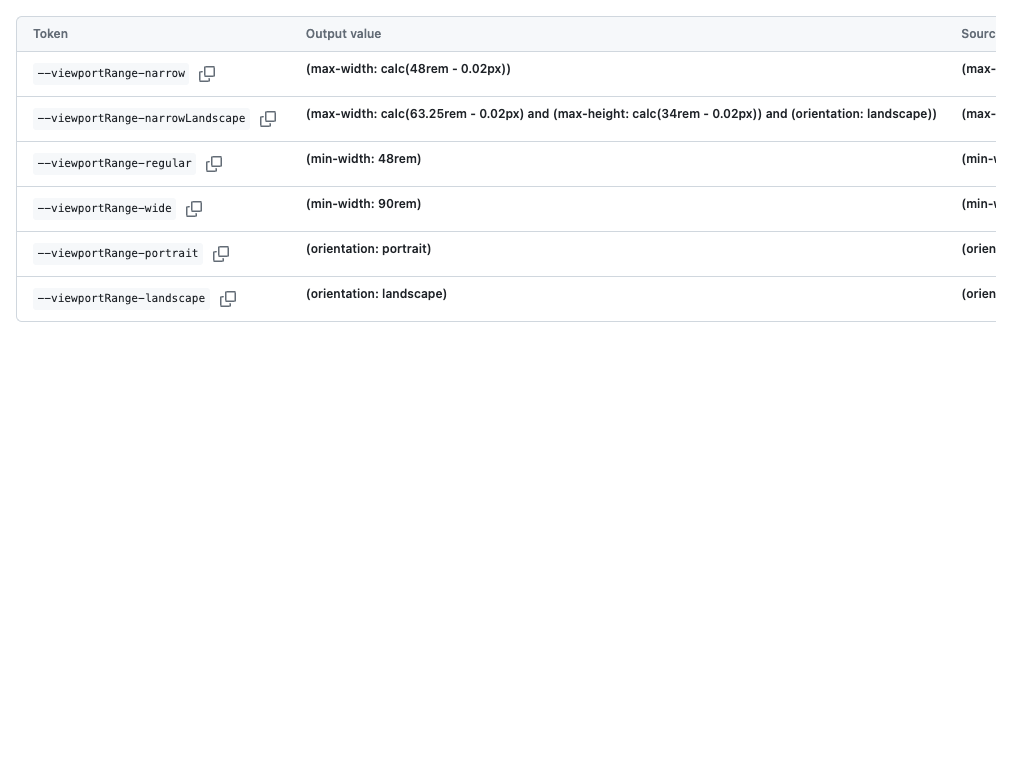 Token Output value Sourc
--viewportRange-narrow (max-width: calc(48rem - 0.02px)) (max-
--viewportRange-narrowLandscape (max-width: calc(63.25rem - 0.02px) and (max-height: calc(34rem - 0.02px)) and (orientation: landscape)) (max-
--viewportRange-regular (min-width: 48rem) (min-w
--viewportRange-wide (min-width: 90rem) (min-w
--viewportRange-portrait (orientation: portrait) (orien
--viewportRange-landscape (orientation: landscape) (orien